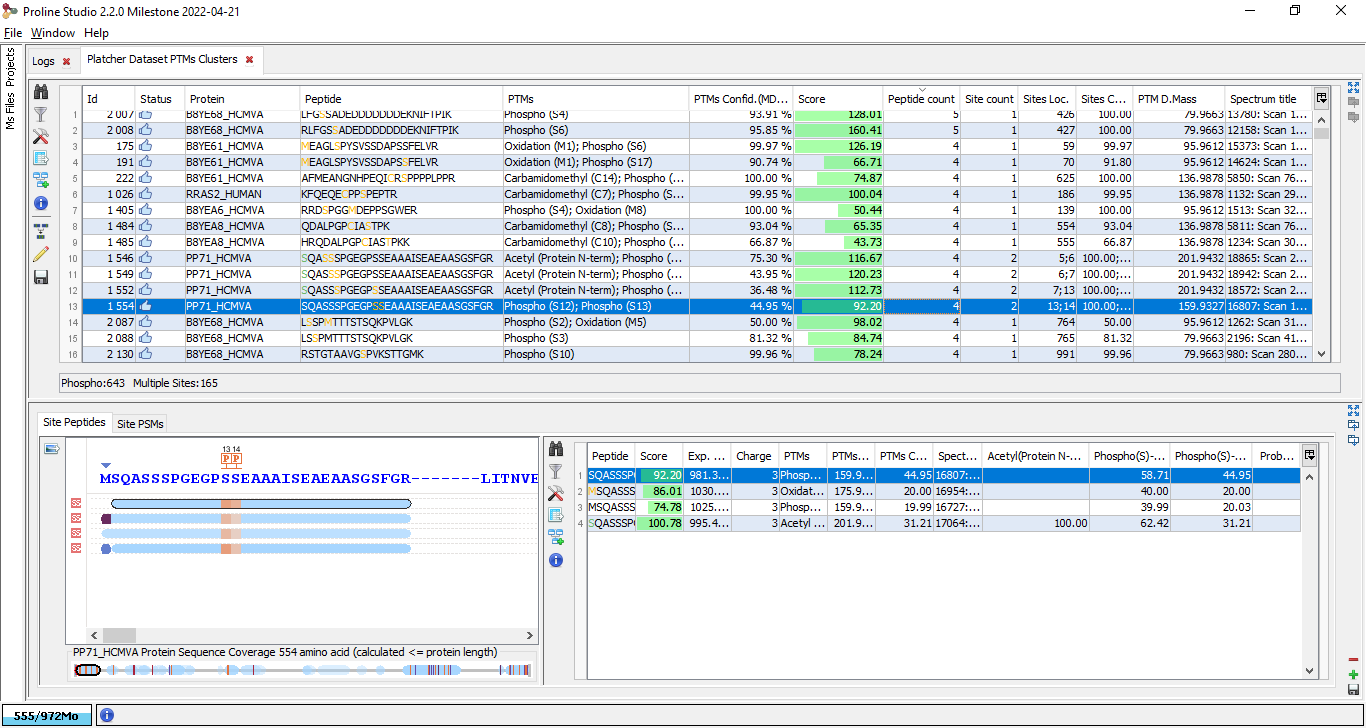 Proline Studio 2.2.0 Milestone 2022-04-21
File Window Help
Ms Files Projects
Logs Platcher Dataset PTMs Clusters
Id Status Protein Peptide PTMs PTMs Confid.(MD... Score Peptide count Site count Sites Loc. Sites C... PTM D.Mass Spectrum title
1 2 007 B8YE68_HCMVA LFGSSADEDDDDDDDEKNIFTPIK Phospho (S4) 93.91 % 128.01 5 1 426 100.00 79.9663 13780: Scan 1...
2 2 008 B8YE68_HCMVA RLFGSSADEDDDDDDDEKNIFTPIK Phospho (S6) 95.85 % 160.41 5 1 427 100.00 79.9663 12158: Scan 1...
3 175 B8YE61_HCMVA MEAGLSPYSVSSDAPSSFELVR Oxidation (M1); Phospho (S6) 99.97 % 126.19 4 1 59 99.97 95.9612 15373: Scan 1...
4 191 B8YE61_HCMVA MEAGLSPYSVSSDAPSSFELVR Oxidation (M1); Phospho (S17) 90.74 % 66.71 4 1 70 91.80 95.9612 14624: Scan 1...
5 222 B8YE61_HCMVA AFMEANGNHPEQICRSPPPPLPPR Carbamidomethyl (C14); Phospho (... 100.00 % 74.87 4 1 625 100.00 136.9878 5850: Scan 76...
6 1 026 RRAS2_HUMAN KFQEQECPPSPEPTR Carbamidomethyl (C7); Phospho (S... 99.95 % 100.04 4 1 186 99.95 136.9878 1132: Scan 29...
7 1 405 B8YEA6_HCMVA RRDSPGGMDEPPSGWER Phospho (S4); Oxidation (M8) 100.00 % 50.44 4 1 139 100.00 95.9612 1513: Scan 32...
8 1 484 B8YEA8_HCMVA QDALPGPCIASTPK Carbamidomethyl (C8); Phospho (S... 93.04 % 65.35 4 1 554 93.04 136.9878 5811: Scan 76...
9 1 485 B8YEA8_HCMVA HRQDALPGPCIASTPKK Carbamidomethyl (C10); Phospho (... 66.87 % 43.73 4 1 555 66.87 136.9878 1234: Scan 30...
10 1 546 PP71_HCMVA SQASSSPGEGPSSEAAAISEAEAASGSFGR Acetyl (Protein N-term); Phospho (... 75.30 % 116.67 4 2 5;6 100.00;... 201.9432 18865: Scan 2...
11 1 549 PP71_HCMVA SQASSSPGEGPSSEAAAISEAEAASGSFGR Acetyl (Protein N-term); Phospho (... 43.95 % 120.23 4 2 6;7 100.00;... 201.9432 18942: Scan 2...
12 1 552 PP71_HCMVA SQASSSPGEGPSSEAAAISEAEAASGSFGR Acetyl (Protein N-term); Phospho (... 36.48 % 112.73 4 2 7;13 100.00;... 201.9432 18572: Scan 2...
13 1 554 PP71_HCMVA SQASSSPGEGPSSEAAAISEAEAASGSFGR Phospho (S12); Phospho (S13) 44.95 % 92.20 4 2 13;14 100.00;... 159.9327 16807: Scan 1...
14 2 087 B8YE68_HCMVA LSSPMTTTSTSQKPVLGK Phospho (S2); Oxidation (M5) 50.00 % 98.02 4 1 764 50.00 95.9612 1262: Scan 31...
15 2 088 B8YE68_HCMVA LSSPMTTTSTSQKPVLGK Phospho (S3) 81.32 % 84.74 4 1 765 81.32 79.9663 2196: Scan 41...
16 2 130 B8YE68_HCMVA RSTGTAAVGSPVKSTTGMK Phospho (S10) 99.96 % 78.24 4 1 991 99.96 79.9663 980: Scan 280...
Phospho:643 Multiple Sites:165
Site Peptides Site PSMs
13 14
P P
MSQASSSPGEGPSSEAAAISEAEAASGSFGR-------LITNVE
PP71_HCMVA Protein Sequence Coverage 554 amino acid (calculated <= protein length)
Peptide Score Exp. ... Charge PTMs PTMs... PTMs C... Spect... Acetyl(Protein N-... Phospho(S)-... Phospho(S)-... Prob...
1 SQASSSP 92.20 981.3... 3 Phosp... 159.9... 44.95 16807:... 58.71 44.95
2 MSQASSS 86.01 1030.... 3 Oxidat... 175.9... 20.00 16954:... 40.00 20.00
3 MSQASSS 74.78 1025.... 3 Phosp... 159.9... 19.99 16727:... 39.99 20.03
4 SQASSSP 100.78 995.4... 3 Acetyl ... 201.9... 31.21 17064:... 100.00 62.42 31.21
555/972Mo